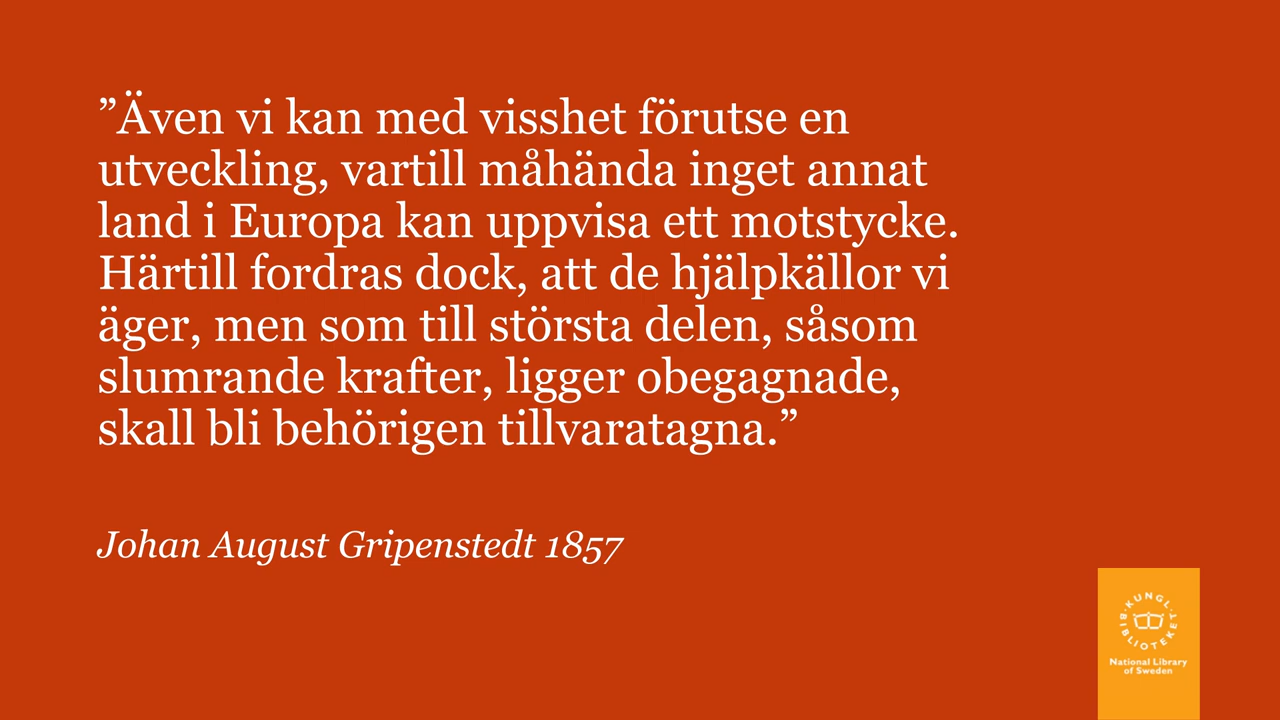 ”Även vi kan med visshet förutse en
utveckling, vartill måhända inget annat
land i Europa kan uppvisa ett motstycke.
Härtill fordras dock, att de hjälpkällor vi
äger, men som till största delen, såsom
slumrande krafter, ligger obegagnade,
skall bli behörigen tillvaratagna.”
Johan August Gripenstedt 1857
KUNGL.
BIBLIOTEKET
National Library
of Sweden